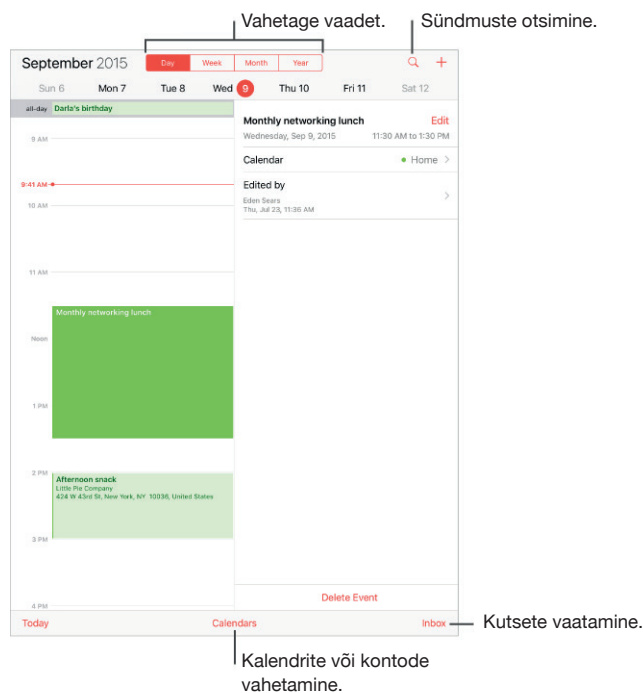 Vahetage vaadet.
Sündmuste otsimine.
September 2015
Day Week Month Year
Sun 6 Mon 7 Tue 8 Wed 9 Thu 10 Fri 11 Sat 12
all-day Darla's birthday
9 AM
9:41 AM
10 AM
11 AM
Monthly networking lunch
Noon
1 PM
2 PM
Afternoon snack
Little Pie Company
424 W 43rd St, New York, NY 10036, United States
3 PM
4 PM
Monthly networking lunch Edit
Wednesday, Sep 9, 2015 11:30 AM to 1:30 PM
Calendar Home
Edited by
Eden Sears
Thu, Jul 23, 11:36 AM
Delete Event
Today Calendars Inbox
Kutsete vaatamine.
Kalendrite või kontode
vahetamine.